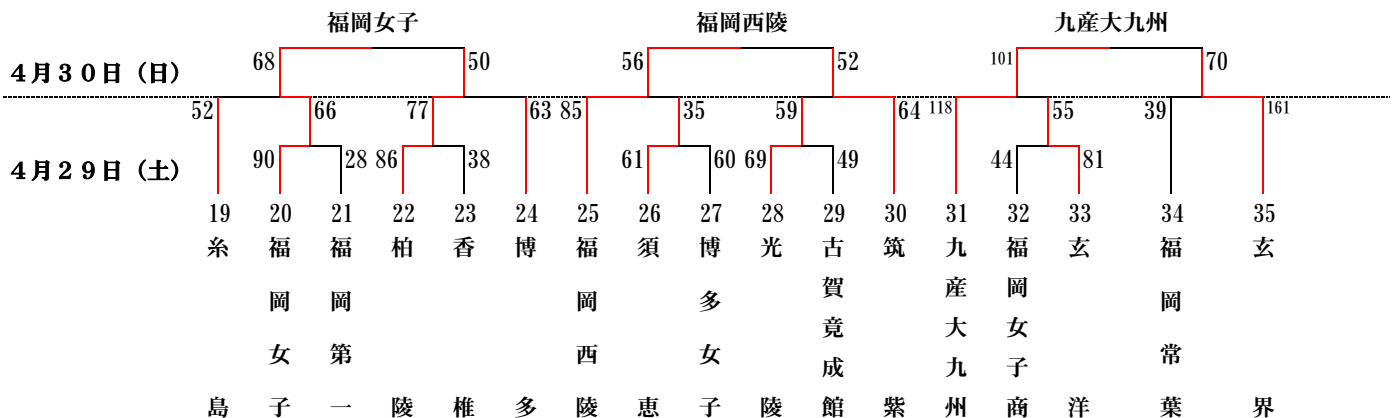 福岡女子 福岡西陵 九産大九州
68 50 56 52 101 70
4月30日（日）
52 66 77 63 85 35 59 64 118 55 39 161
90 28 86 38 61 60 69 49 44 81
4月29日（土）
19 20 21 22 23 24 25 26 27 28 29 30 31 32 33 34 35
糸島
福岡女子
福岡第一
柏陵
香椎
博多
福岡西陵
須恵
博多女子
光陵
古賀竟成館
筑紫
九産大九州
福岡女子商
玄洋
福岡常葉
玄界